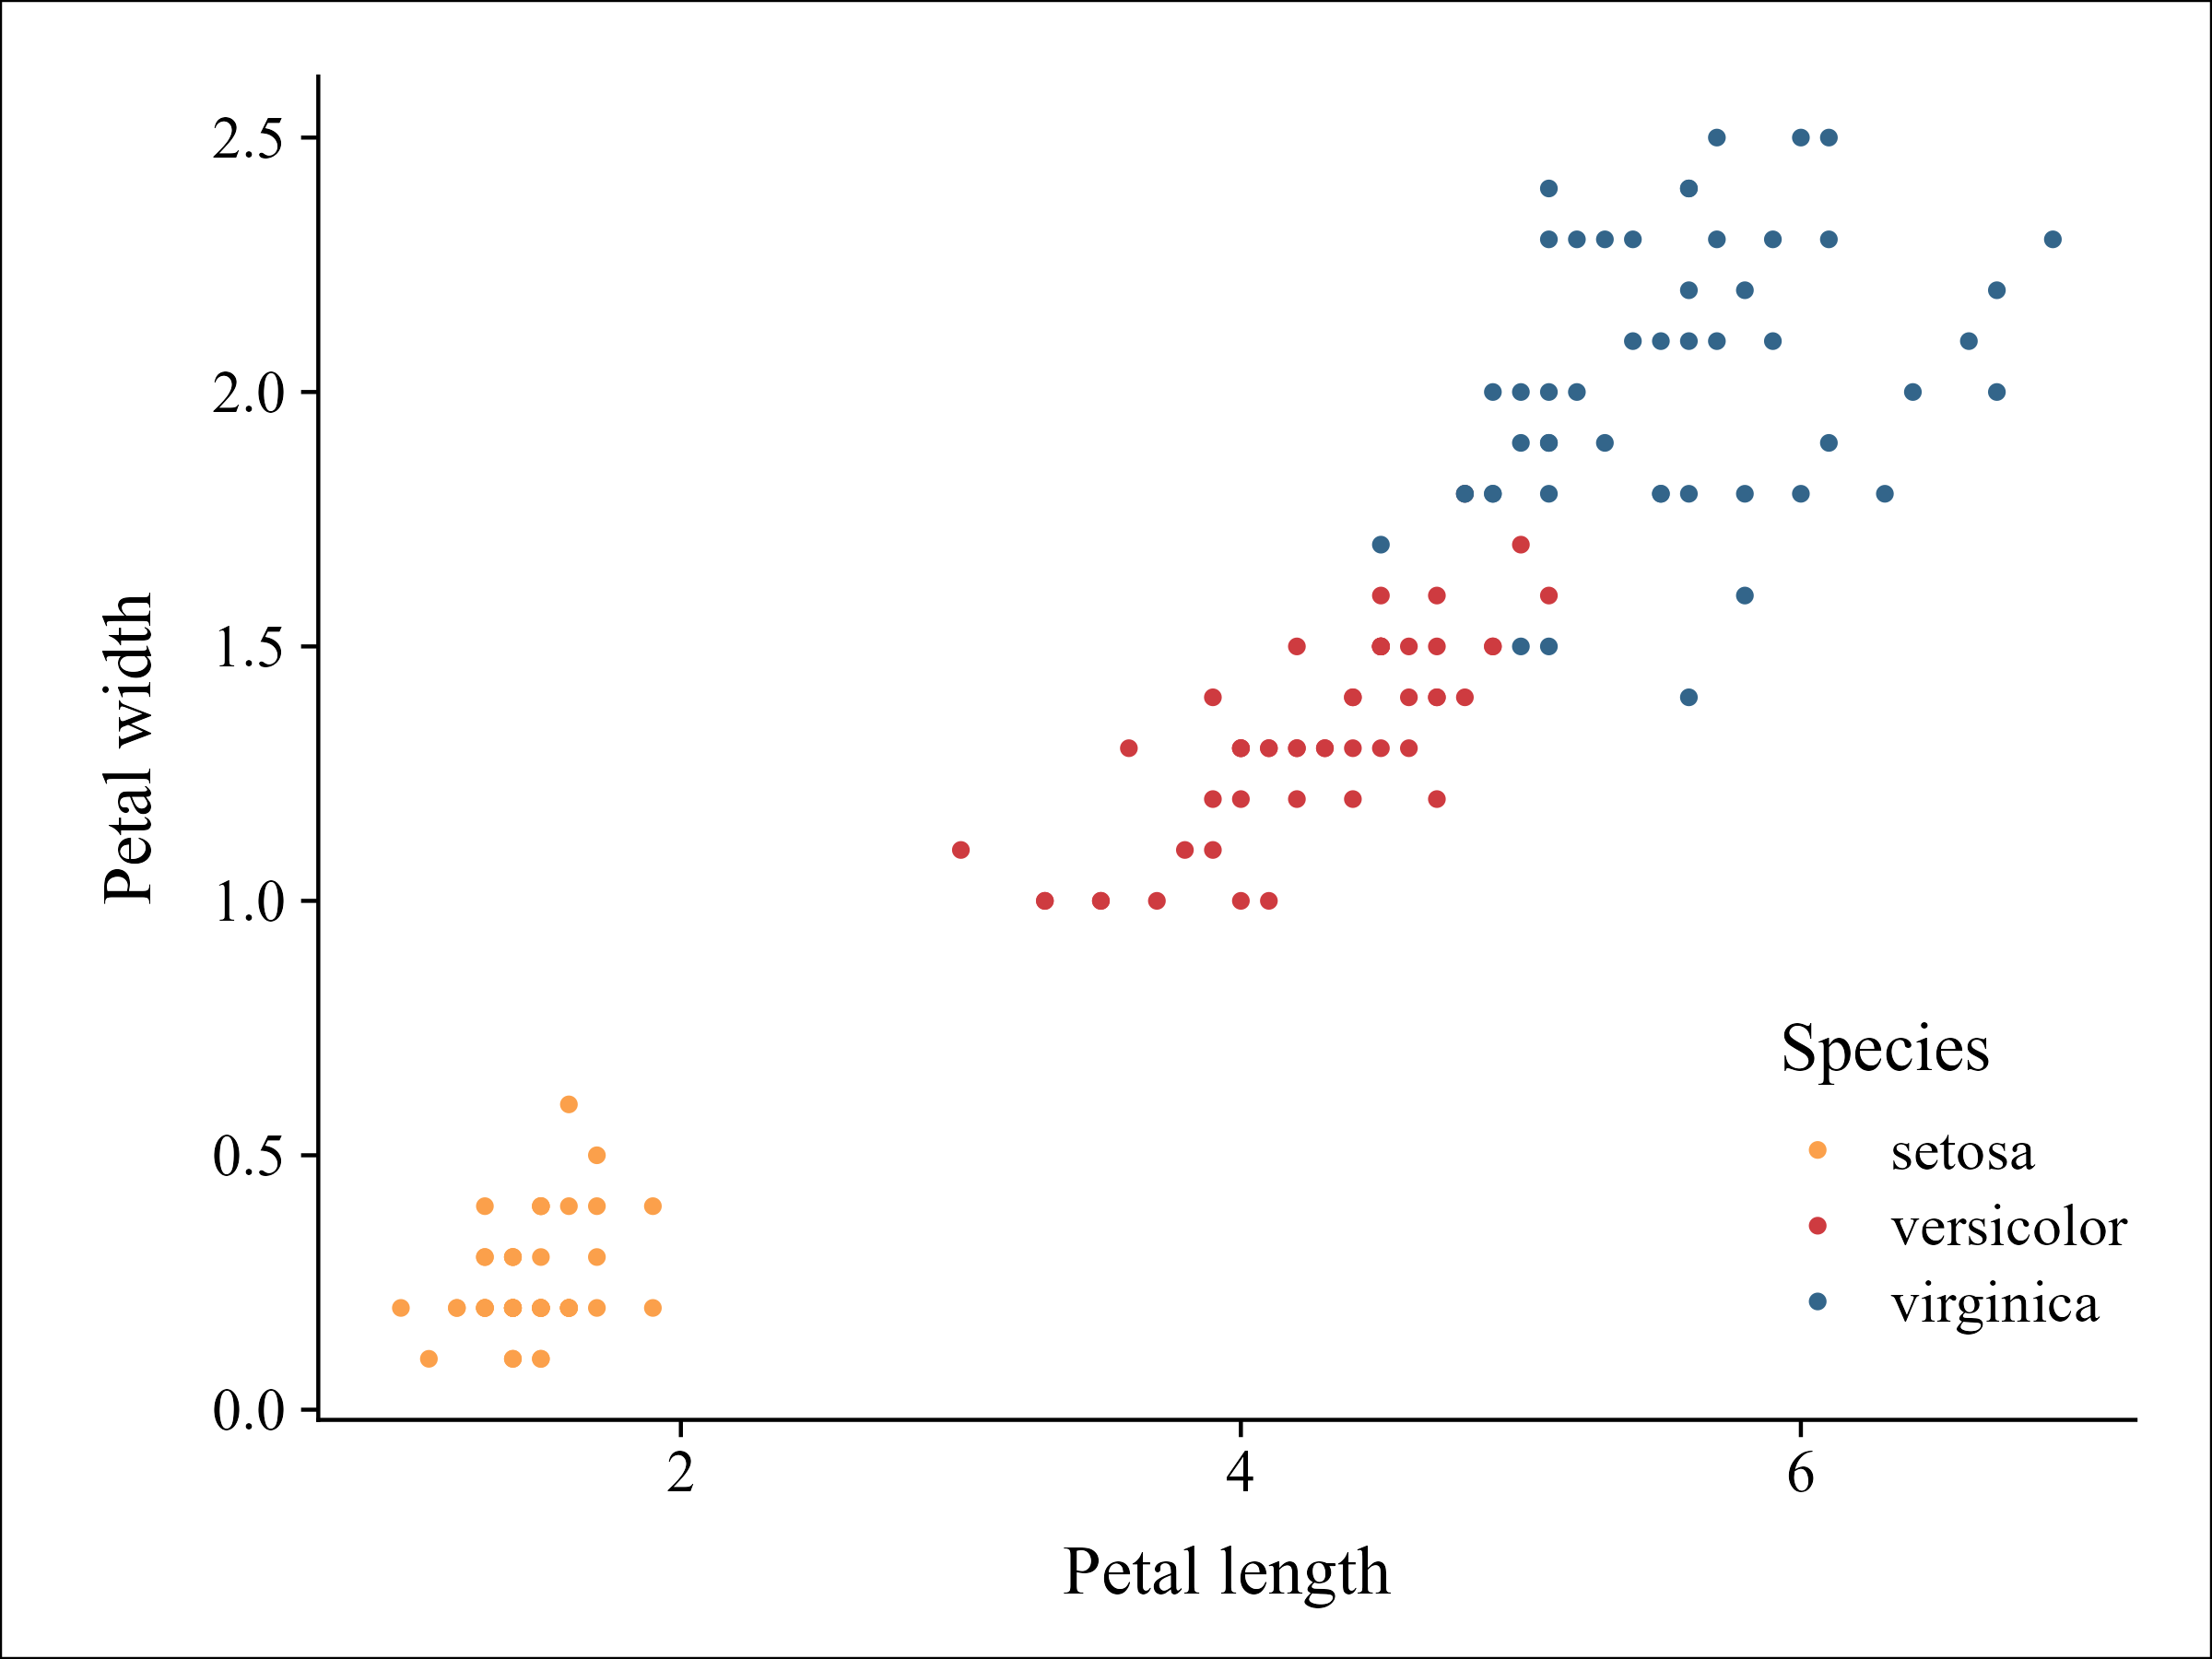 2.5
2.0
1.5
1.0
0.5
0.0
Petal width
2 4 6
Petal length
Species
setosa
versicolor
virginica